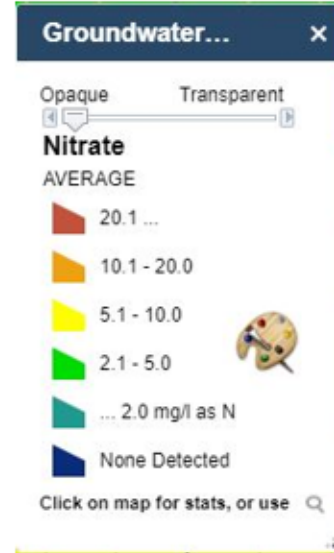 Groundwater... ×
Opaque Transparent
Nitrate
AVERAGE
20.1 ...
10.1 - 20.0
5.1 - 10.0
2.1 - 5.0
... 2.0 mg/l as N
None Detected
Click on map for stats, or use